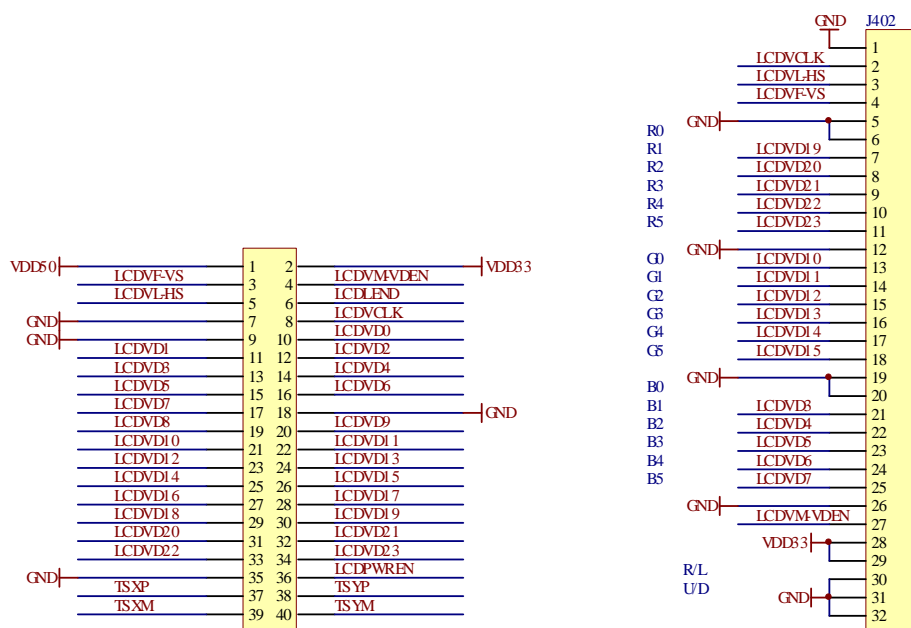 GND J402
1
LCDVCLK 2
LCDVL-HS 3
LCDVF-VS 4
GND 5
R0 6
R1 LCDVD19 7
R2 LCDVD20 8
R3 LCDVD21 9
R4 LCDVD22 10
R5 LCDVD23 11
GND 12
G0 LCDVD10 13
G1 LCDVD11 14
G2 LCDVD12 15
G3 LCDVD13 16
G4 LCDVD14 17
G5 LCDVD15 18
GND 19
B0 20
B1 LCDVD3 21
B2 LCDVD4 22
B3 LCDVD5 23
B4 LCDVD6 24
B5 LCDVD7 25
GND 26
LCDVM-VDEN 27
VDD33 28
29
R/L 30
U/D GND 31
32
VDD50 1 2 VDD33
LCDVF-VS 3 4 LCDVM-VDEN
LCDVL-HS 5 6 LCDLEND
GND 7 8 LCDVCLK
GND 9 10 LCDVD0
LCDVD1 11 12 LCDVD2
LCDVD3 13 14 LCDVD4
LCDVD5 15 16 LCDVD6
LCDVD7 17 18 GND
LCDVD8 19 20 LCDVD9
LCDVD10 21 22 LCDVD11
LCDVD12 23 24 LCDVD13
LCDVD14 25 26 LCDVD15
LCDVD16 27 28 LCDVD17
LCDVD18 29 30 LCDVD19
LCDVD20 31 32 LCDVD21
LCDVD22 33 34 LCDVD23
GND 35 36 LCDPWREN
TSXP 37 38 TSYP
TSXM 39 40 TSYM